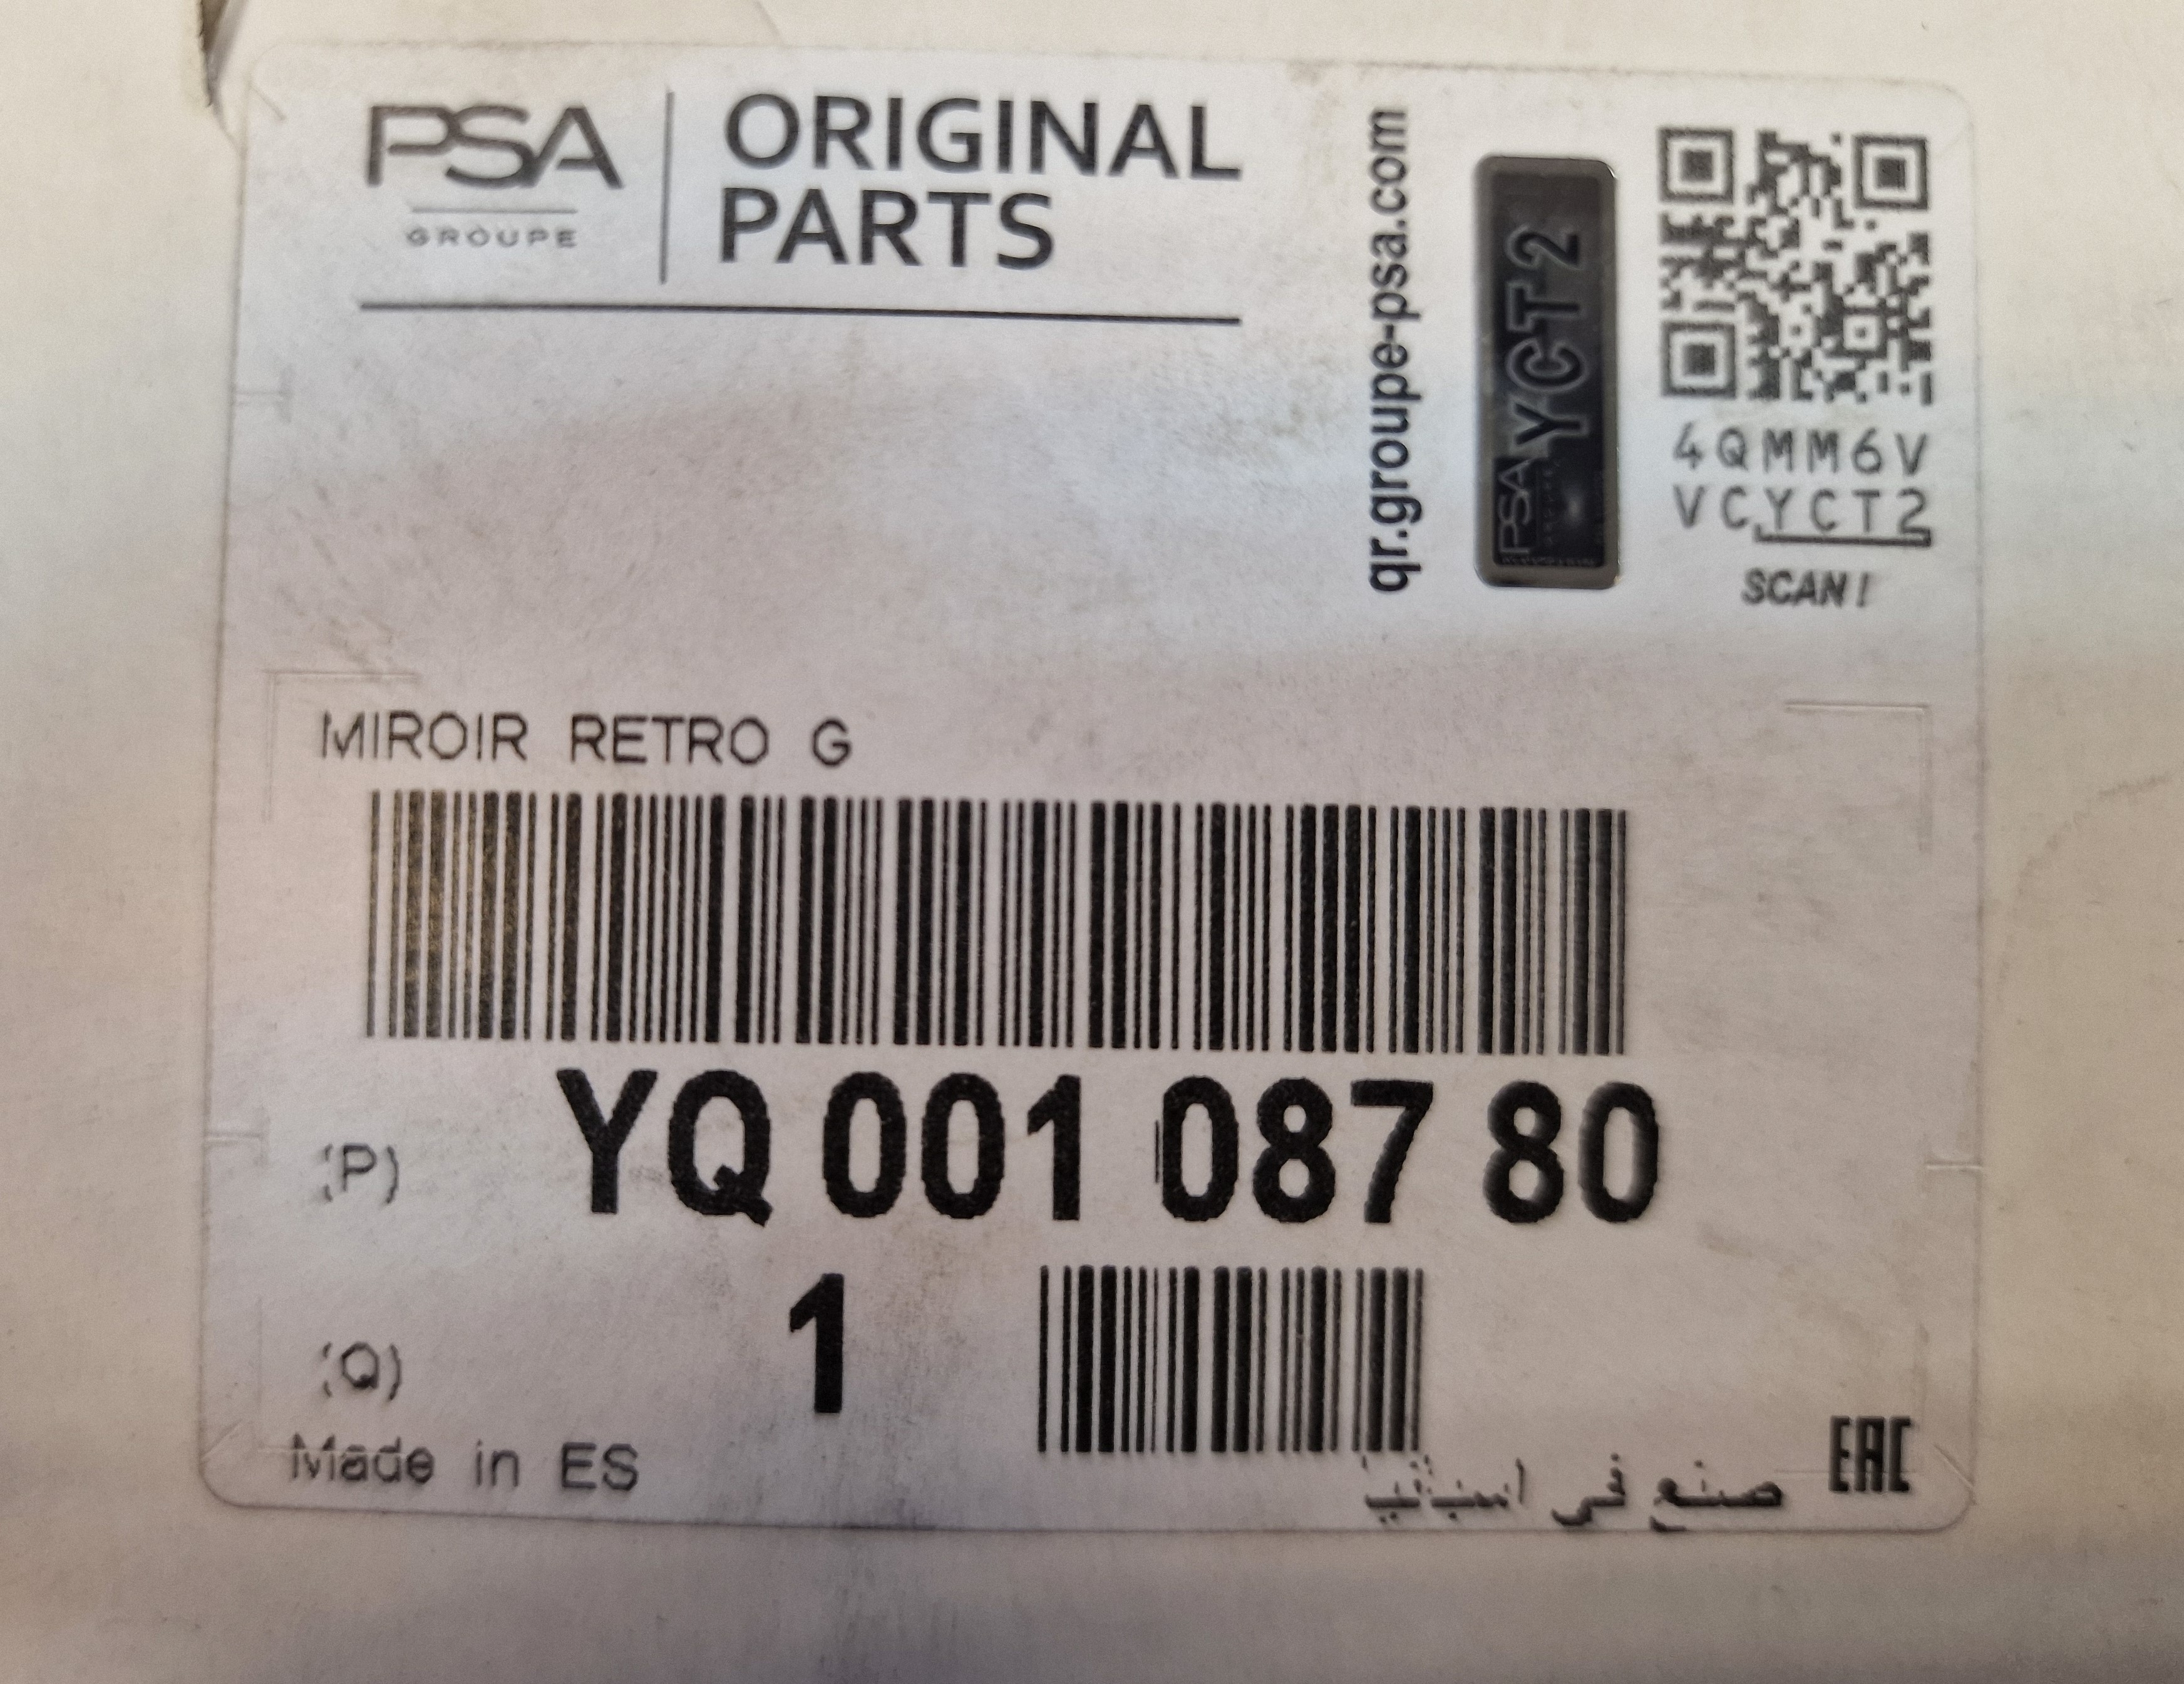 PSA
GROUPE
ORIGINAL
PARTS
qr.groupe-psa.com
PSA YCT2
4QMM6V
VCYCT2
SCAN!
MIROIR RETRO G
(P) YQ 001 087 80
(Q) 1
Made in ES
صنع في اسبانيا
EAC